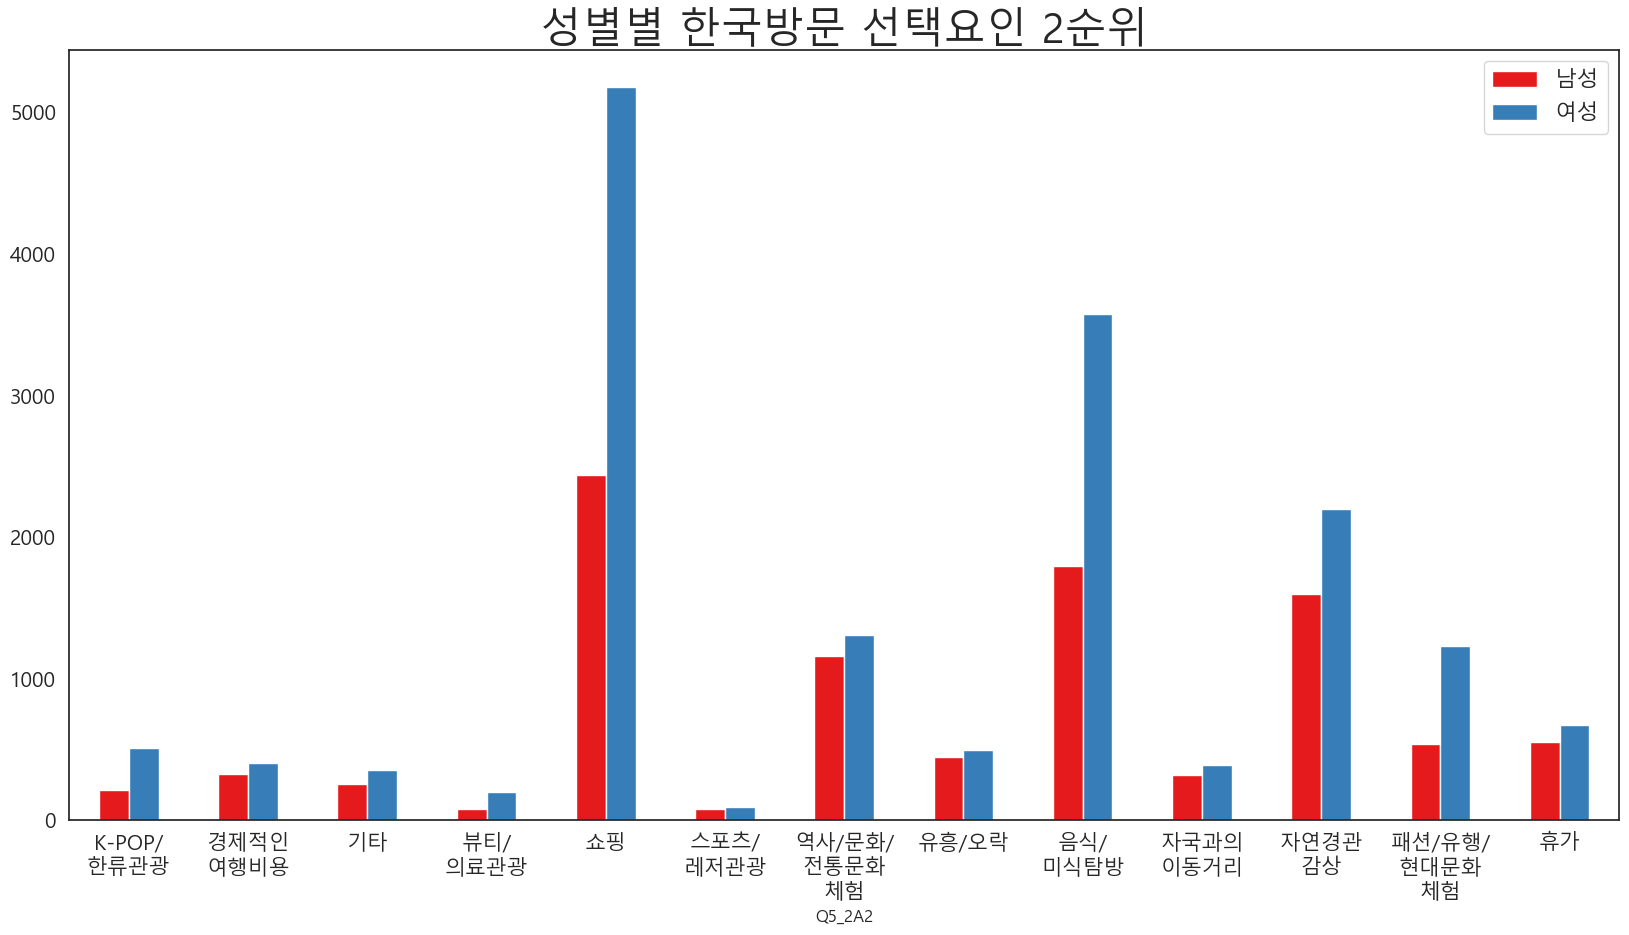 성별별 한국방문 선택요인 2순위
남성
여성
5000
4000
3000
2000
1000
0
K-POP/
한류관광
경제적인
여행비용
기타
뷰티/
의료관광
쇼핑
스포츠/
레저관광
역사/문화/
전통문화
체험
유흥/오락
음식/
미식탐방
자국과의
이동거리
자연경관
감상
패션/유행/
현대문화
체험
휴가
Q5_2A2